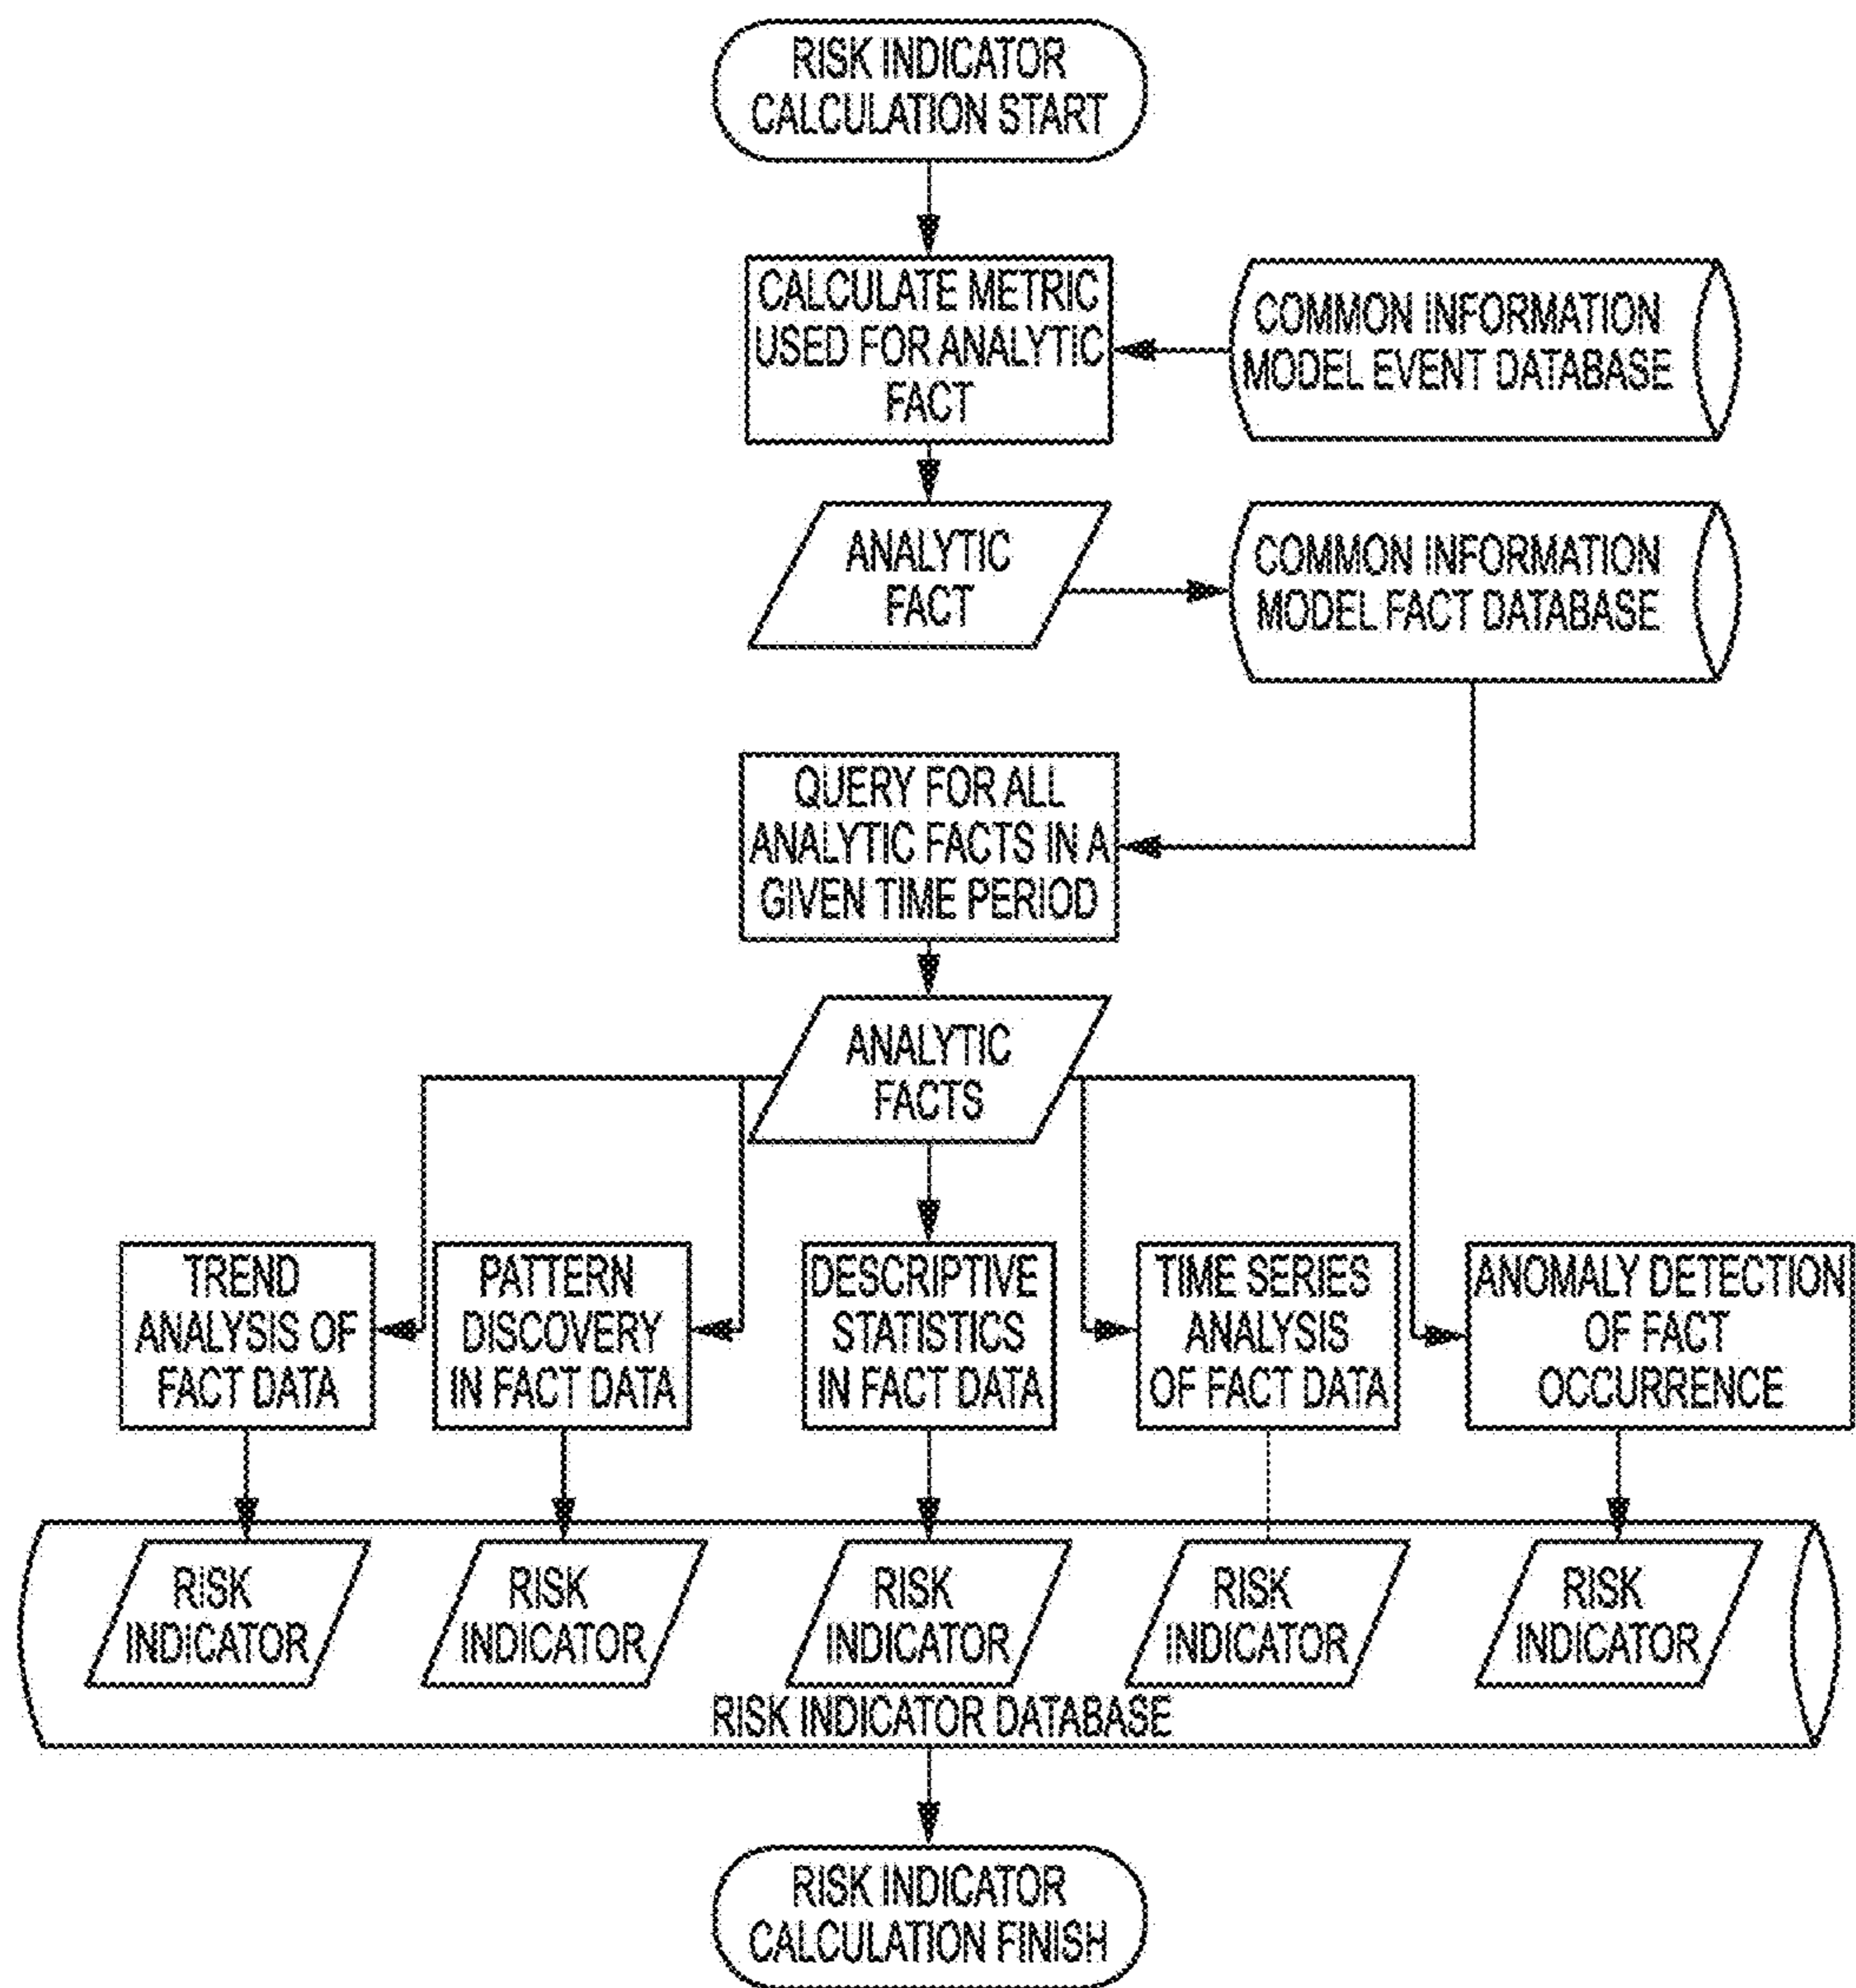 RISK INDICATOR
CALCULATION START
CALCULATE METRIC
USED FOR ANALYTIC
FACT
COMMON INFORMATION
MODEL EVENT DATABASE
ANALYTIC
FACT
COMMON INFORMATION
MODEL FACT DATABASE
QUERY FOR ALL
ANALYTIC FACTS IN A
GIVEN TIME PERIOD
ANALYTIC
FACTS
TREND
ANALYSIS OF
FACT DATA
PATTERN
DISCOVERY
IN FACT DATA
DESCRIPTIVE
STATISTICS
IN FACT DATA
TIME SERIES
ANALYSIS
OF FACT DATA
ANOMALY DETECTION
OF FACT
OCCURRENCE
RISK
INDICATOR
RISK
INDICATOR
RISK
INDICATOR
RISK
INDICATOR
RISK
INDICATOR
RISK INDICATOR DATABASE
RISK INDICATOR
CALCULATION FINISH